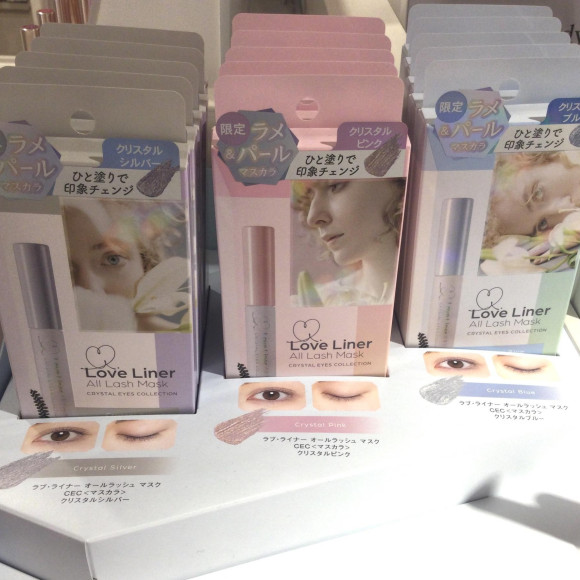 限定
ラメ
&パール
マスカラ
クリスタル
シルバー
ひと塗りで
印象チェンジ
Love Liner
All Lash Mask
CRYSTAL EYES COLLECTION
Crystal Silver
ラブ・ライナー オールラッシュ マスク
CEC<マスカラ>
クリスタルシルバー
限定
ラメ
&パール
マスカラ
クリスタル
ピンク
ひと塗りで
印象チェンジ
Love Liner
All Lash Mask
CRYSTAL EYES COLLECTION
Crystal Pink
ラブ・ライナー オールラッシュ マスク
CEC<マスカラ>
クリスタルピンク
限定
ラメ
&パール
マスカラ
クリスタル
ブル
ひと塗りで
印象チェンジ
Love Liner
All Lash Mask
CRYSTAL EYES COLLECTION
Crystal Blue
ラブ・ライナー オールラッシュ マスク
CEC<マスカラ>
クリスタルブルー